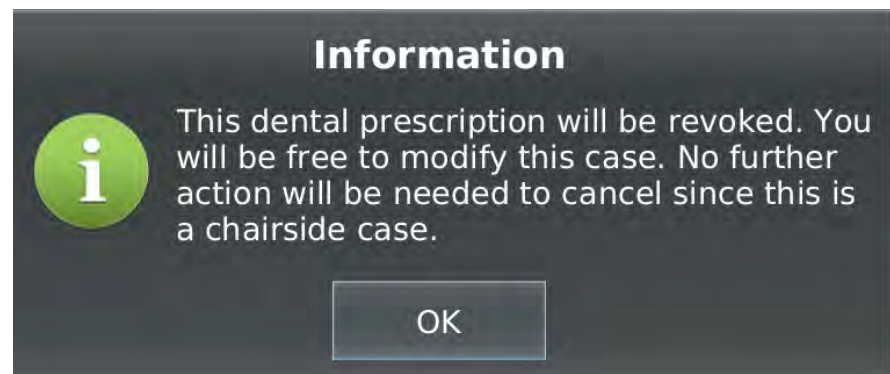 Information
This dental prescription will be revoked. You
will be free to modify this case. No further
action will be needed to cancel since this is
a chairside case.
OK